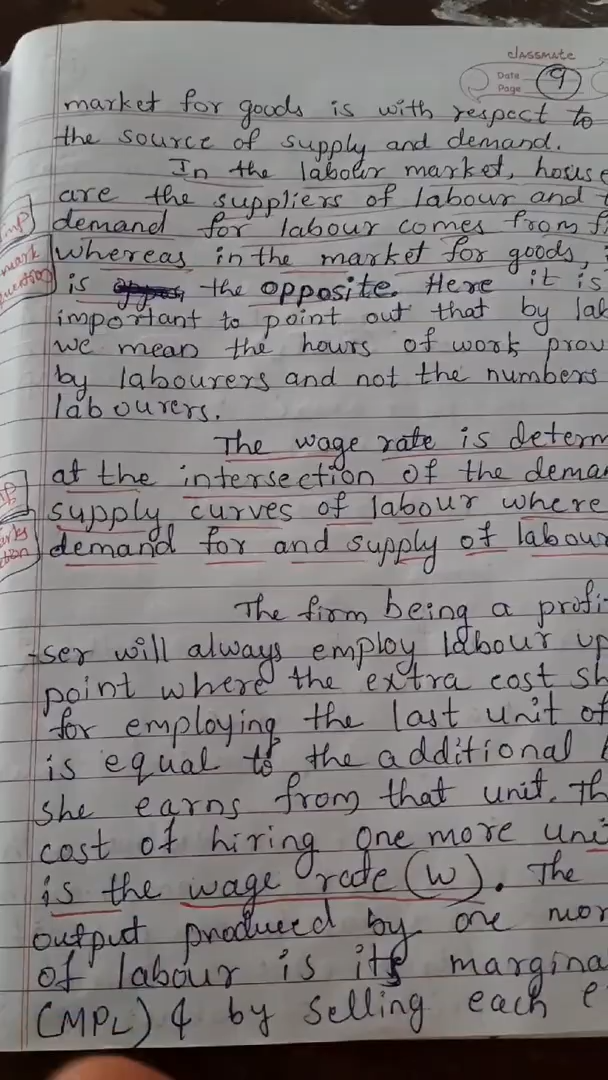 classmate
Date
Page 9
market for goods is with respect to
the source of supply and demand.
In the labour market, house
are the suppliers of labour and
demand for labour comes from
whereas in the market for goods,
mark
is the opposite. Here it is
question
important to point out that by lab
we mean the hours of work prov
by labourers and not the numbers
labourers.
The wage rate is determ
at the intersection of the deman
supply curves of labour where
demand for and supply of labour
The firm being a profi
-ser will always employ labour up
point where the extra cost sh
for employing the last unit of
is equal to the additional
she earns from that unit. Th
cost of hiring one more uni
is the wage rate (W). The
output produced by one mor
of labour is its margina
(MPL) & by selling each e